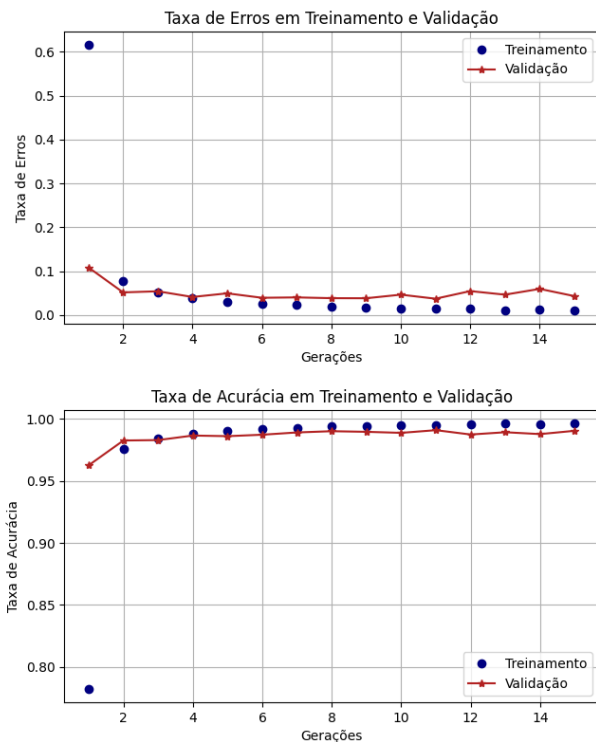 Taxa de Erros em Treinamento e Validação
0.6
0.5
0.4
0.3
0.2
0.1
0.0
Taxa de Erros
Treinamento
Validação
2 4 6 8 10 12 14
Gerações
Taxa de Acurácia em Treinamento e Validação
1.00
0.95
0.90
0.85
0.80
Taxa de Acurácia
Treinamento
Validação
2 4 6 8 10 12 14
Gerações